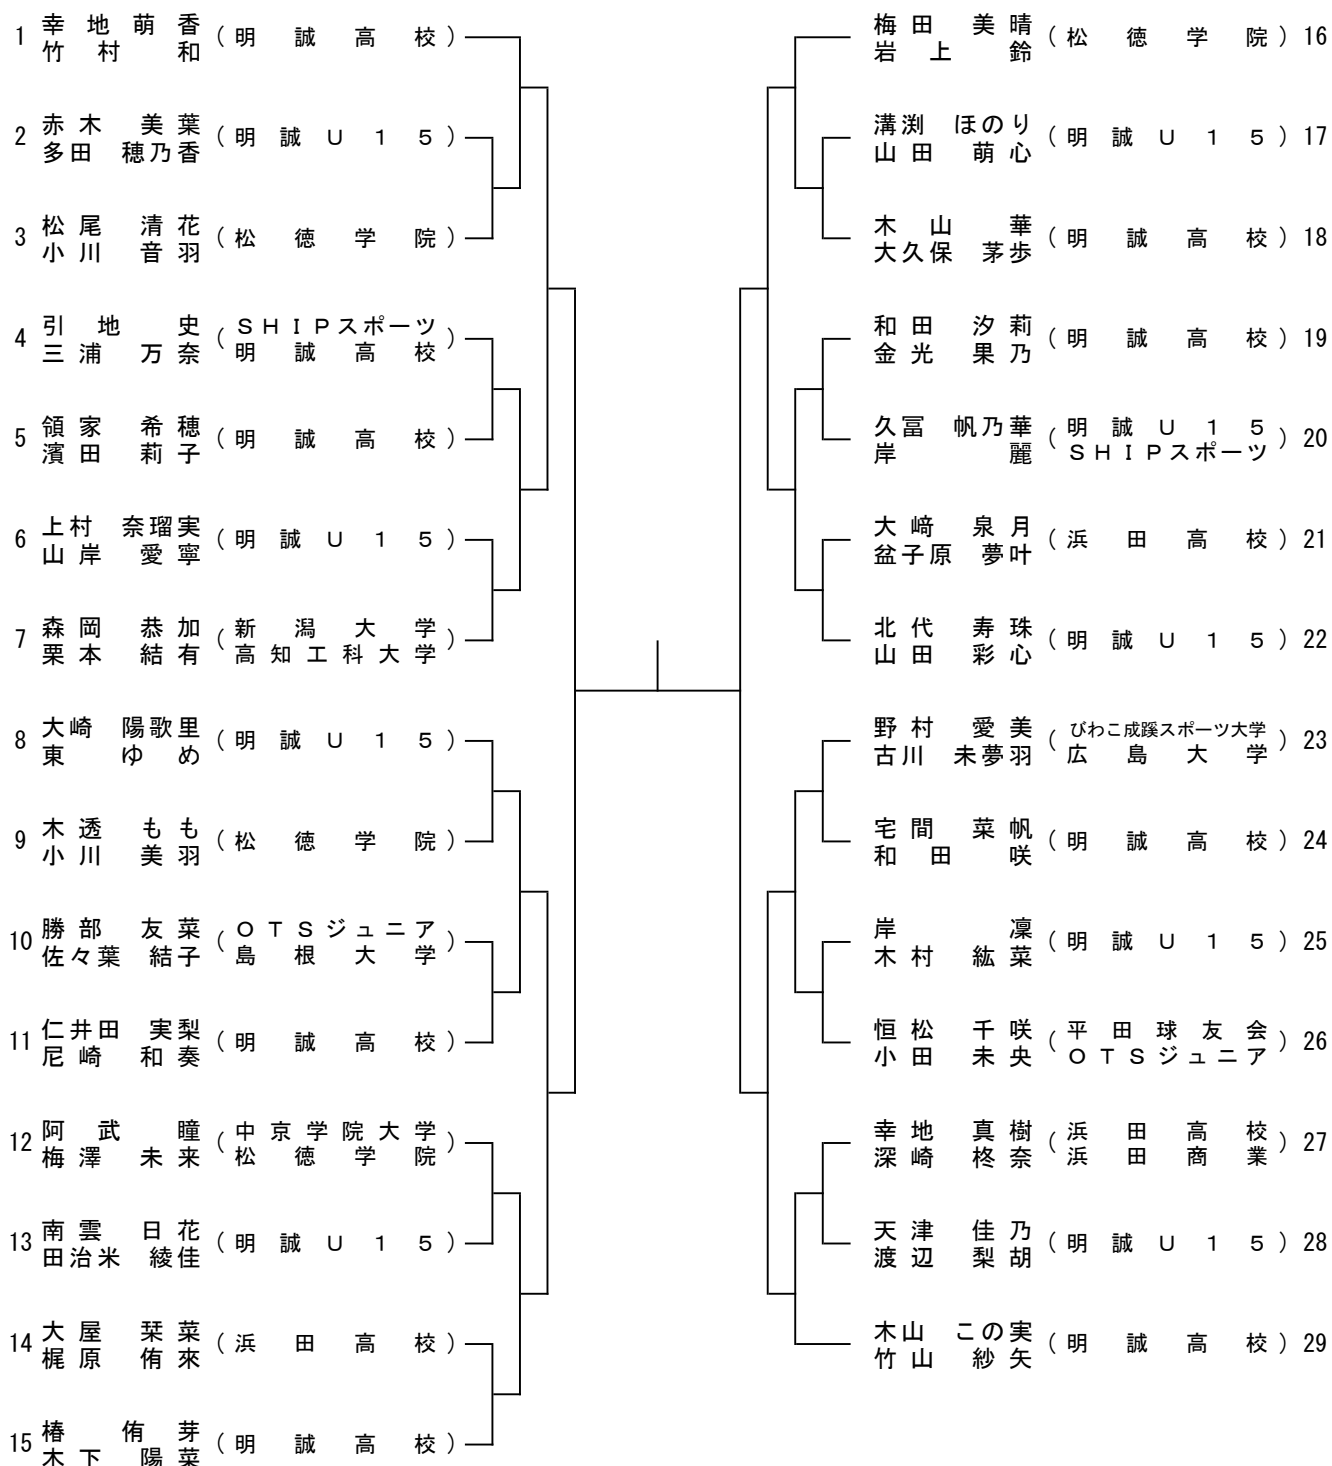 1 幸地萌香 (明誠高校)
竹村和
2 赤木美葉 (明誠U15)
多田穂乃香
3 松尾清花 (松徳学院)
小川音羽
4 引地史 (SHIPスポーツ
三浦万奈 明誠高校)
5 領家希穂 (明誠高校)
濱田莉子
6 上村奈瑠実 (明誠U15)
山岸愛寧
7 森岡恭加 (新潟大学
栗本結有 高知工科大学)
8 大崎陽歌里 (明誠U15)
東ゆめ
9 木透もも (松徳学院)
小川美羽
10 勝部友菜 (OTSジュニア
佐々葉結子 島根大学)
11 仁井田実梨 (明誠高校)
尼崎和奏
12 阿武瞳 (中京学院大学
梅澤未来 松徳学院)
13 南雲日花 (明誠U15)
田治米綾佳
14 大屋栞菜 (浜田高校)
梶原侑來
15 椿侑芽 (明誠高校)
木下陽菜
梅田美晴 (松徳学院) 16
岩上鈴
溝渕ほのり (明誠U15) 17
山田萌心
木山華 (明誠高校) 18
大久保茅歩
和田汐莉 (明誠高校) 19
金光果乃
久冨帆乃華 (明誠U15
岸麗 SHIPスポーツ) 20
大﨑泉月 (浜田高校) 21
盆子原夢叶
北代寿珠 (明誠U15) 22
山田彩心
野村愛美 (びわこ成蹊スポーツ大学
古川未夢羽 広島大学) 23
宅間菜帆 (明誠高校) 24
和田咲
岸凜 (明誠U15) 25
木村紘菜
恒松千咲 (平田球友会
小田未央 OTSジュニア) 26
幸地真樹 (浜田高校
深崎柊奈 浜田商業) 27
天津佳乃 (明誠U15) 28
渡辺梨胡
木山この実 (明誠高校) 29
竹山紗矢